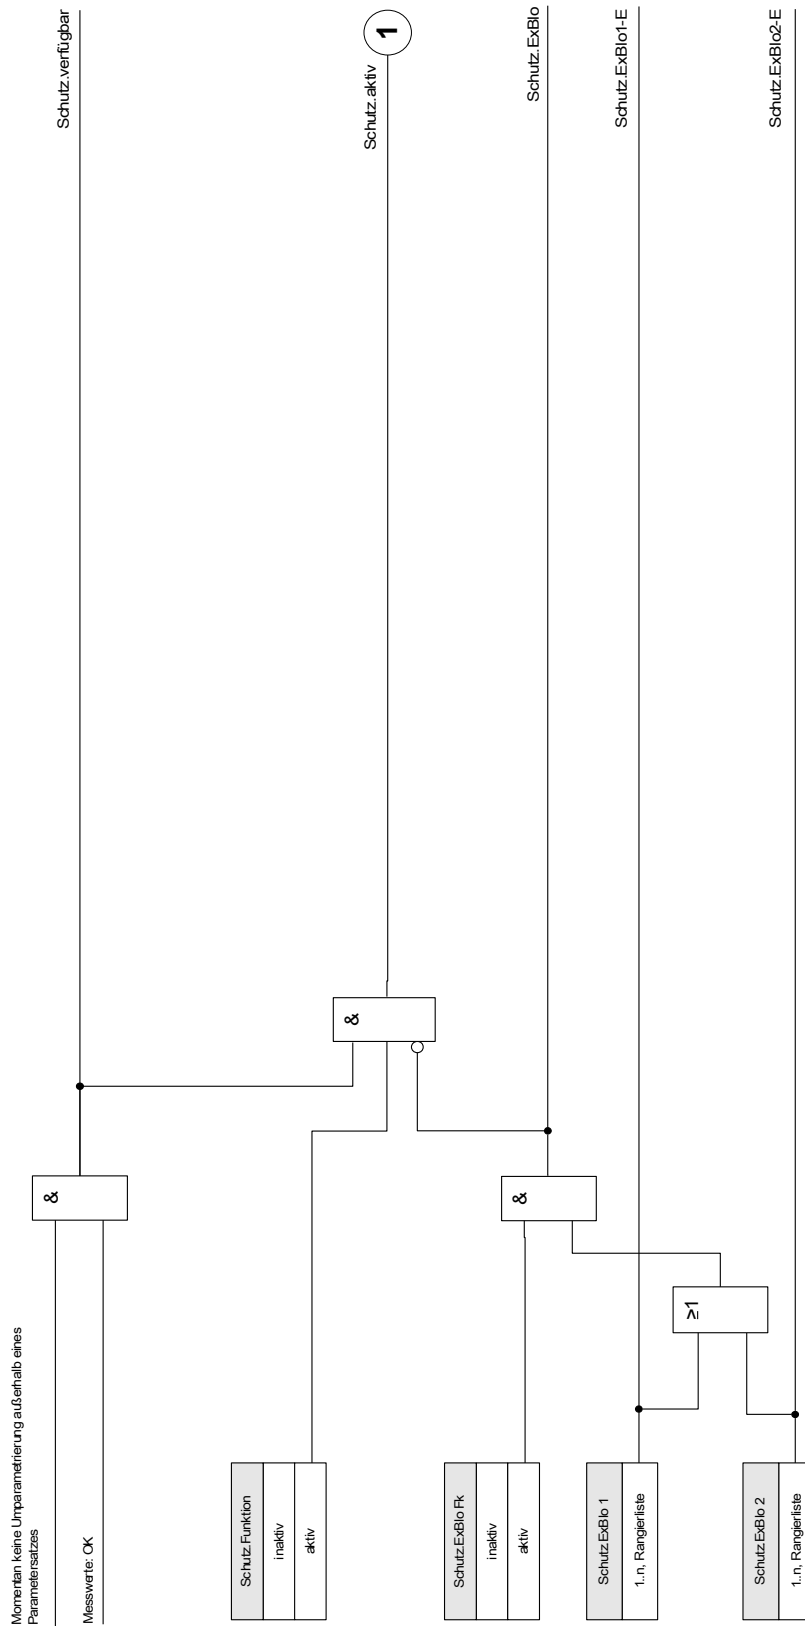 Momentan keine Umparametrierung außerhalb eines
Parametersatzes
Messwerte: OK
&
Schutz.verfügbar
Schutz.Funktion
inaktiv
aktiv
&
Schutz.aktiv
1
Schutz.ExBlo Fk
inaktiv
aktiv
&
Schutz.ExBlo
Schutz.ExBlo 1
1..n, Rangierliste
Schutz.ExBlo1-E
≥1
Schutz.ExBlo 2
1..n, Rangierliste
Schutz.ExBlo2-E